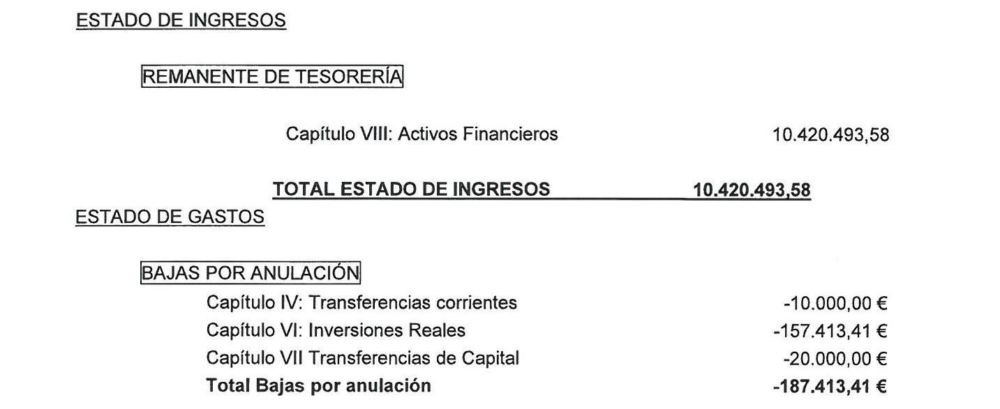 ESTADO DE INGRESOS
REMANENTE DE TESORERÍA
Capítulo VIII: Activos Financieros 10.420.493,58
TOTAL ESTADO DE INGRESOS 10.420.493,58
ESTADO DE GASTOS
BAJAS POR ANULACIÓN
Capítulo IV: Transferencias corrientes -10.000,00 €
Capítulo VI: Inversiones Reales -157.413,41 €
Capítulo VII Transferencias de Capital -20.000,00 €
Total Bajas por anulación -187.413,41 €